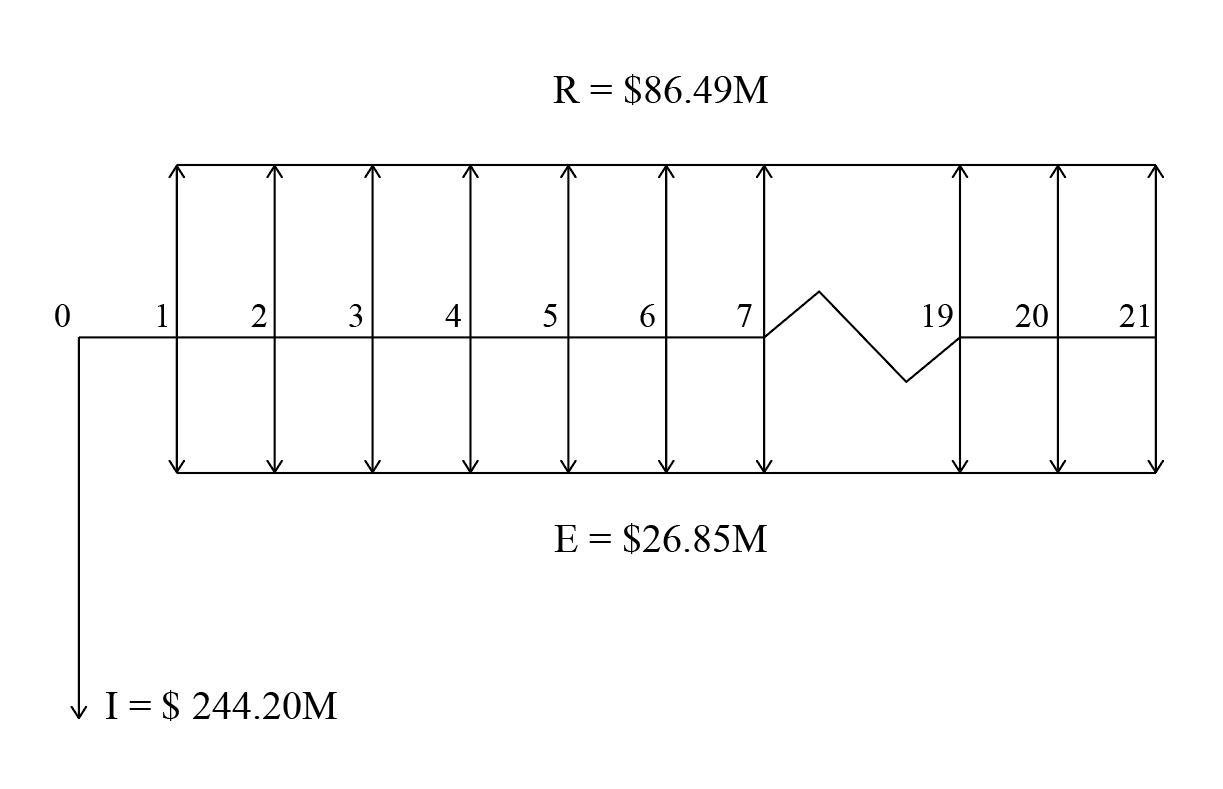 R = $86.49M
0 1 2 3 4 5 6 7 19 20 21
E = $26.85M
I = $ 244.20M